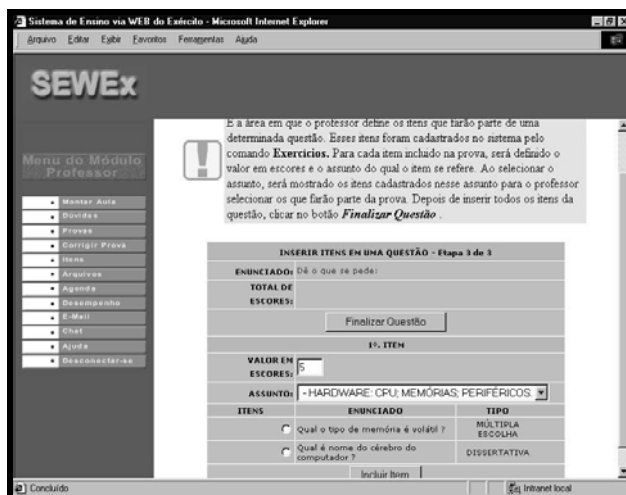 Sistema de Ensino via WEB do Exército - Microsoft Internet Explorer
Arquivo Editar Exibir Favoritos Ferramentas Ajuda
SEWEx
É a área em que o professor define os itens que farão parte de uma
determinada questão. Esses itens foram cadastrados no sistema pelo
comando Exercícios. Para cada item incluído na prova, será definido o
valor em escores e o assunto do qual o item se refere. Ao selecionar o
assunto, será mostrado os itens cadastrados nesse assunto para o professor
selecionar os que farão parte da prova. Depois de inserir todos os itens da
questão, clicar no botão Finalizar Questão .
Menu do Módulo
Professor
Montar Aula
Dúvidas
Provas
Corrigir Prova
Itens
Arquivos
Agenda
Desempenho
E-Mail
Chat
Ajuda
Desconectar-se
INSERIR ITENS EM UMA QUESTÃO - Etapa 3 de 3
ENUNCIADO: Dê o que se pede:
TOTAL DE
ESCORES:
Finalizar Questão
1º. ITEM
VALOR EM
ESCORES: 5
ASSUNTO: - HARDWARE: CPU; MEMÓRIAS; PERIFÉRICOS.
ITENS ENUNCIADO TIPO
Qual o tipo de memória é volátil ? MÚLTIPLA
ESCOLHA
Qual é nome do cérebro do
computador ? DISSERTATIVA
Incluir Item
Concluído Intranet local